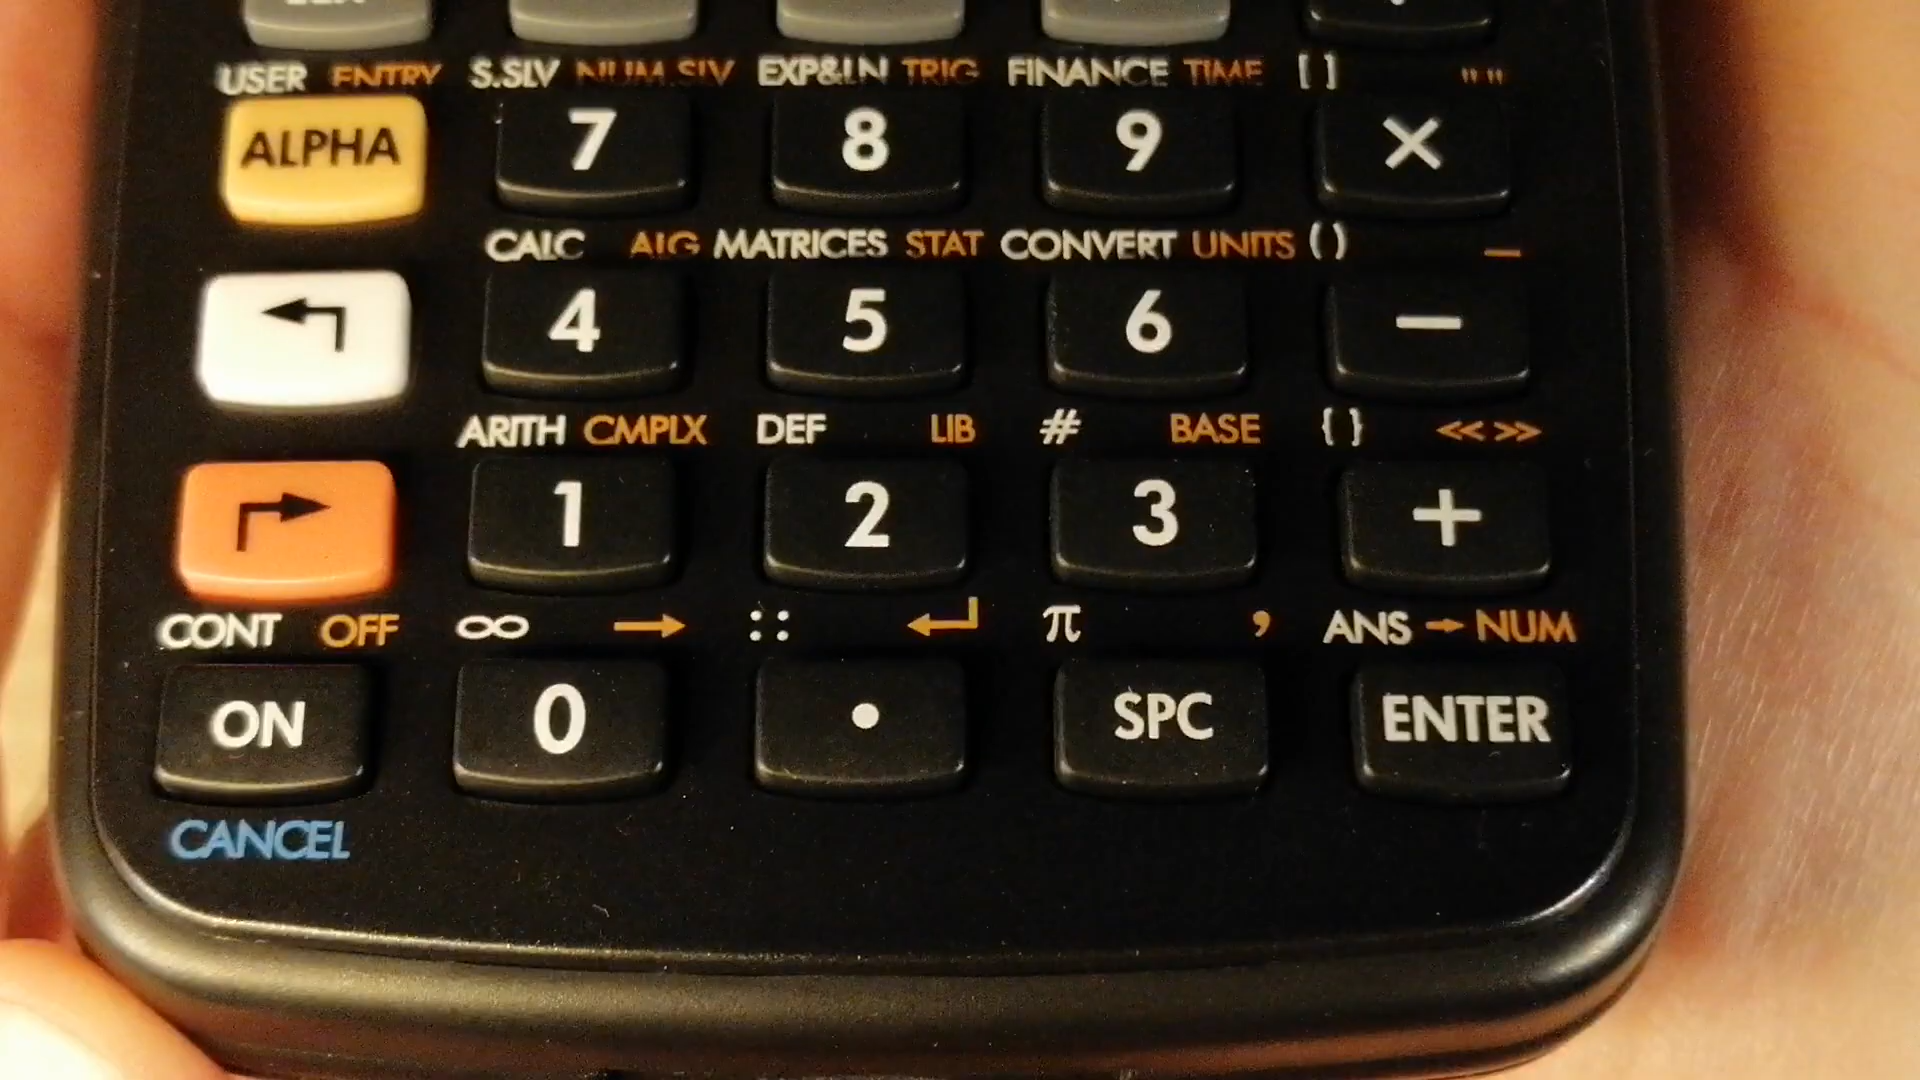 USER ENTRY S.SLV NUM.SLV EXP&LN TRIG FINANCE TIME [ ] " "
ALPHA 7 8 9 ×
CALC ALG MATRICES STAT CONVERT UNITS ( ) _
4 5 6 −
ARITH CMPLX DEF LIB # BASE { } << >>
1 2 3 +
CONT OFF ∞ → :: ↵ π , ANS → NUM
ON 0 . SPC ENTER
CANCEL